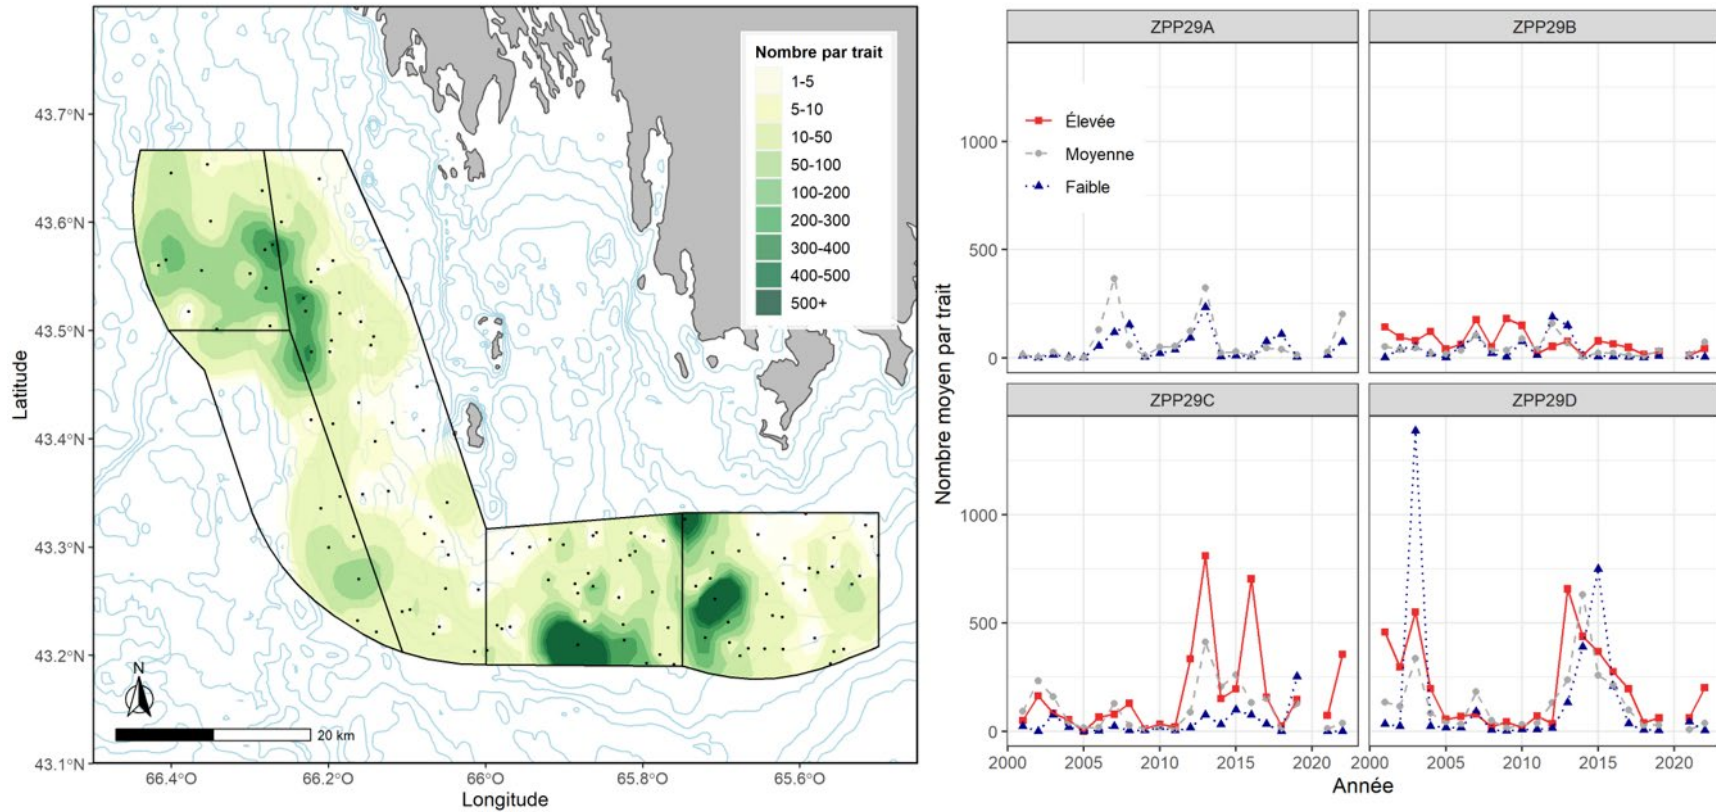 Nombre par trait
1-5
5-10
10-50
50-100
100-200
200-300
300-400
400-500
500+
43.7°N
43.6°N
43.5°N
43.4°N
43.3°N
43.2°N
43.1°N
Latitude
N
20 km
66.4°O
66.2°O
66°O
65.8°O
65.6°O
Longitude
ZPP29A
ZPP29B
Élevée
Moyenne
Faible
1000
500
0
ZPP29C
ZPP29D
1000
500
0
Nombre moyen par trait
2000
2005
2010
2015
2020
2000
2005
2010
2015
2020
Année